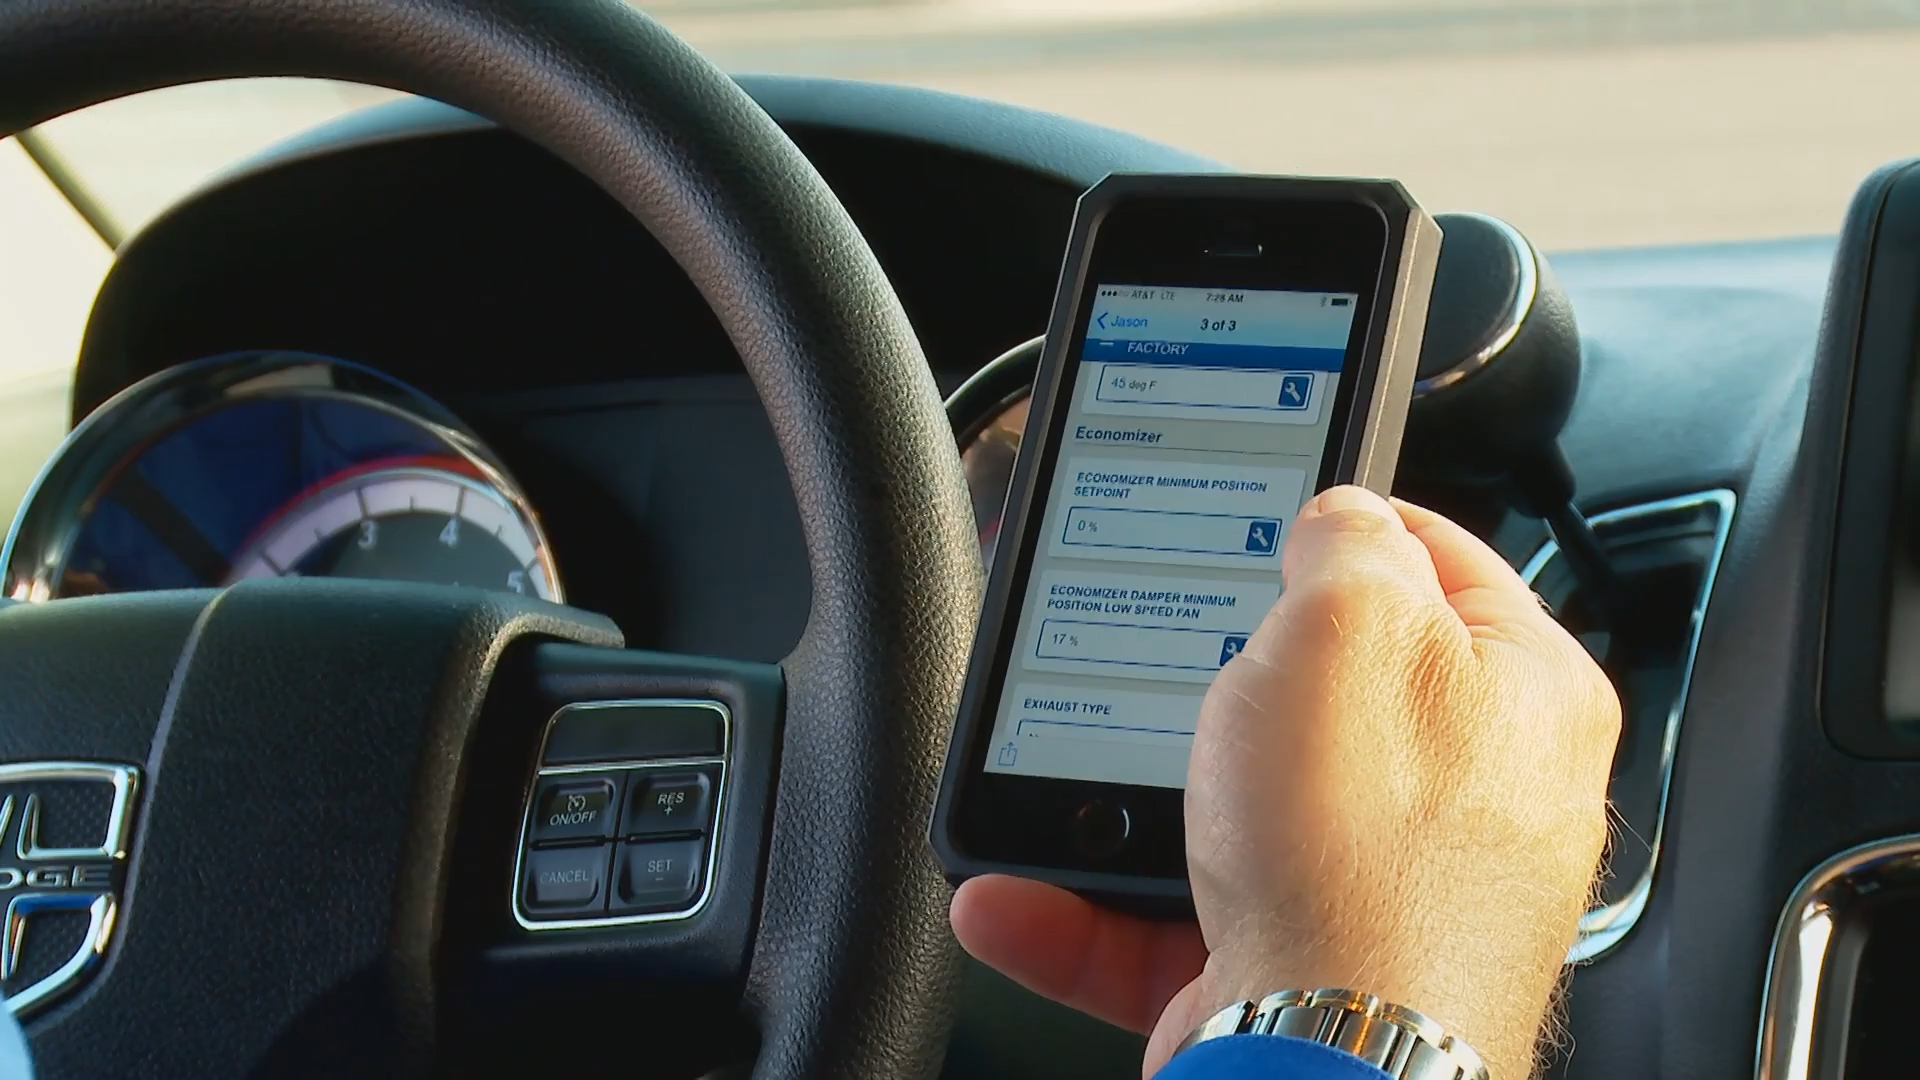 AT&T LTE 7:28 AM
Jason 3 of 3
FACTORY
45 deg F
Economizer
ECONOMIZER MINIMUM POSITION
SETPOINT
0 %
ECONOMIZER DAMPER MINIMUM
POSITION LOW SPEED FAN
17 %
EXHAUST TYPE
3 4 5
ON/OFF RES +
CANCEL SET –
DGE